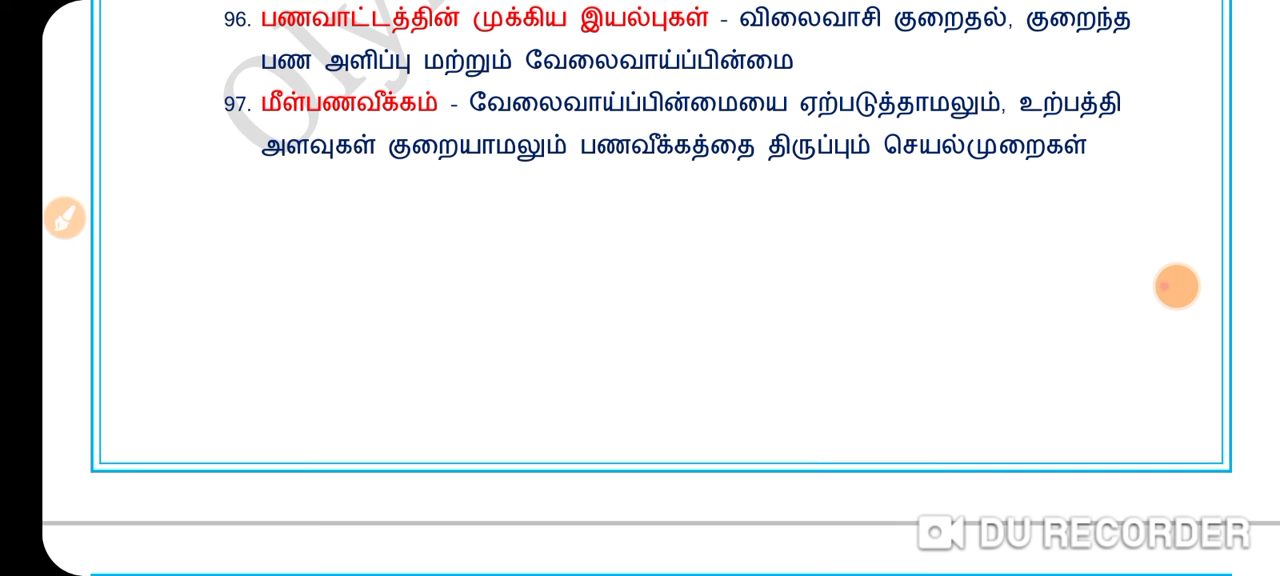 96. பணவாட்டத்தின் முக்கிய இயல்புகள் - விலைவாசி குறைதல், குறைந்த
பண அளிப்பு மற்றும் வேலைவாய்ப்பின்மை
97. மீள்பணவீக்கம் - வேலைவாய்ப்பின்மையை ஏற்படுத்தாமலும், உற்பத்தி
அளவுகள் குறையாமலும் பணவீக்கத்தை திருப்பும் செயல்முறைகள்
Oly
DU RECORDER